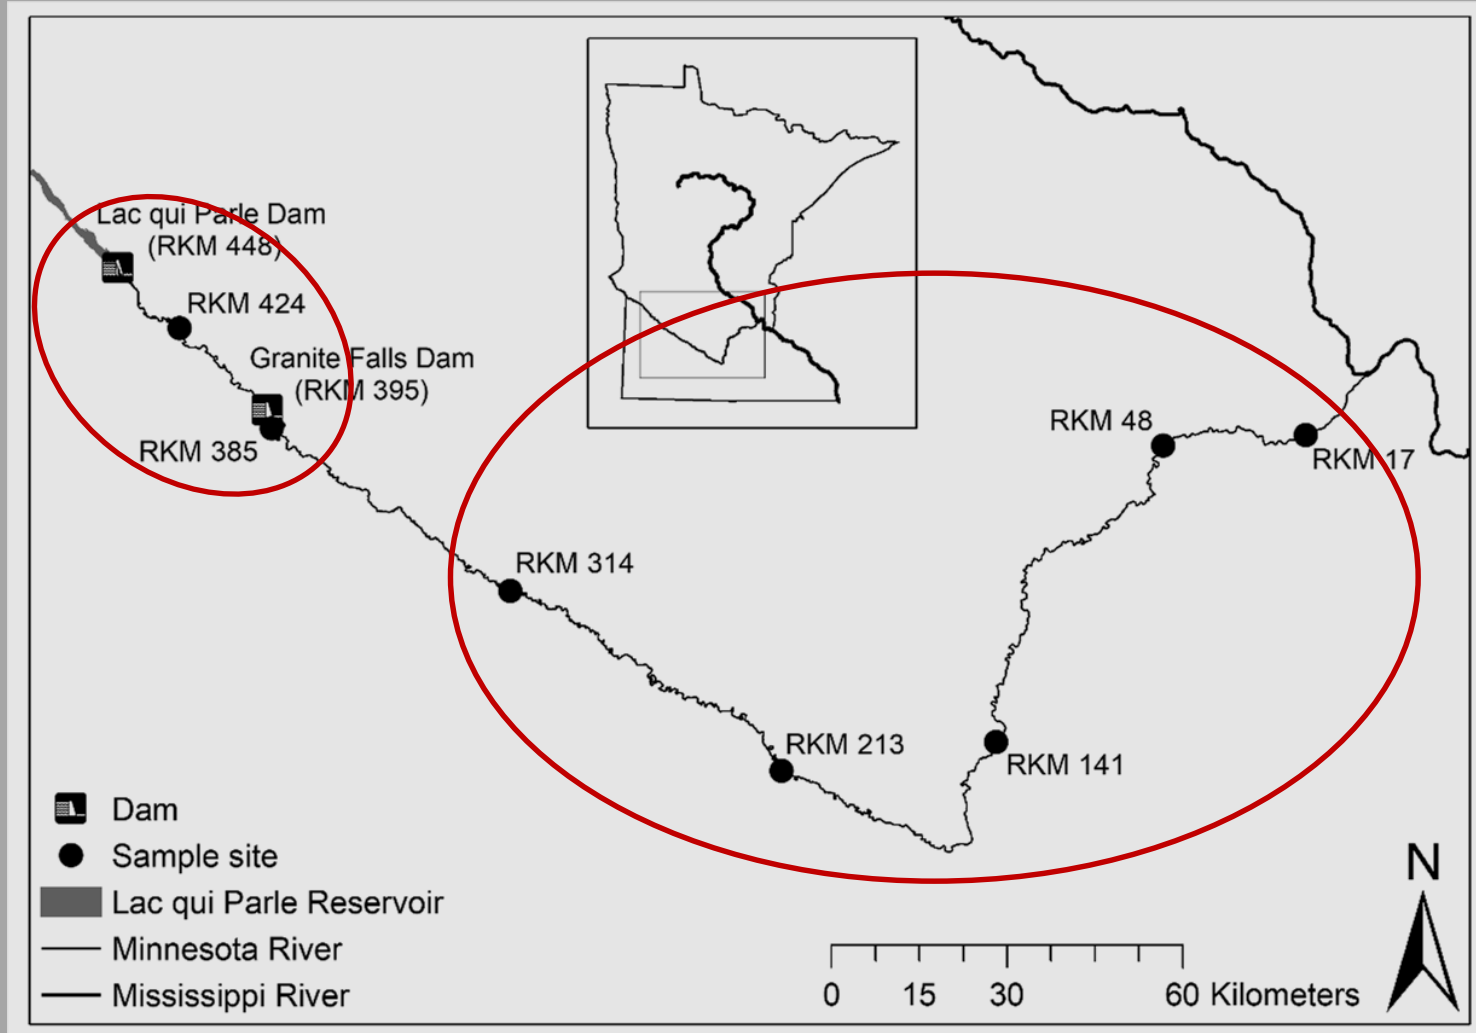 Lac qui Parle Dam
(RKM 448)
RKM 424
Granite Falls Dam
(RKM 395)
RKM 385
RKM 48
RKM 17
RKM 314
RKM 213
RKM 141
Dam
Sample site
Lac qui Parle Reservoir
Minnesota River
Mississippi River
N
0 15 30 60 Kilometers